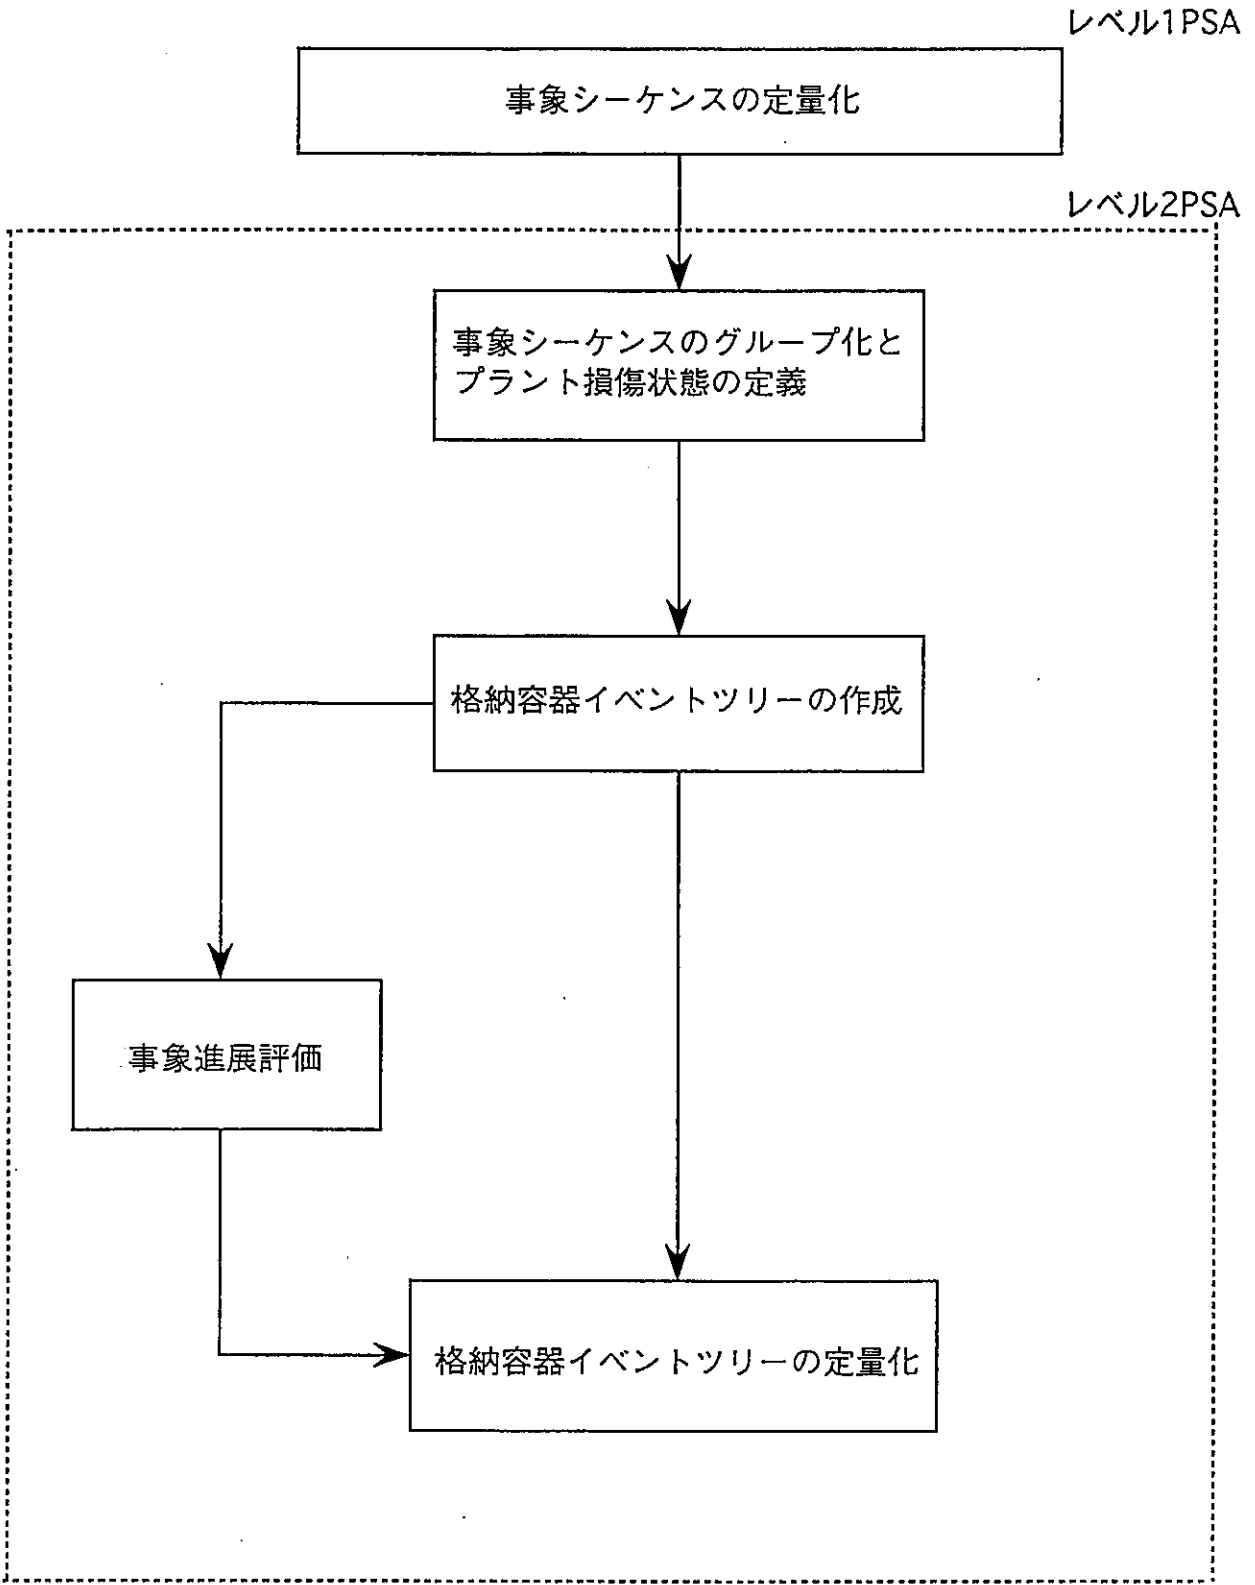 レベル1PSA
事象シーケンスの定量化
レベル2PSA
事象シーケンスのグループ化と
プラント損傷状態の定義
格納容器イベントツリーの作成
事象進展評価
格納容器イベントツリーの定量化